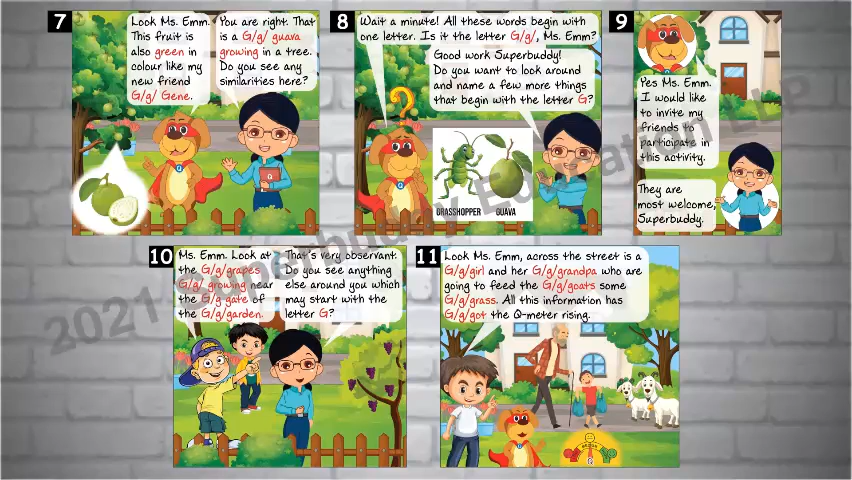 7
Look Ms. Emm.
This fruit is
also green in
colour like my
new friend
G/g/ Gene.
You are right. That
is a G/g/ guava
growing in a tree.
Do you see any
similarities here?
8
Wait a minute! All these words begin with
one letter. Is it the letter G/g/, Ms. Emm?
Good work Superbuddy!
Do you want to look around
and name a few more things
that begin with the letter G?
GRASSHOPPER GUAVA
9
Yes Ms. Emm.
I would like
to invite my
friends to
participate in
this activity.
They are
most welcome,
Superbuddy.
10
Ms. Emm. Look at
the G/g/grapes
G/g/ growing near
the G/g gate of
the G/g/garden.
That's very observant.
Do you see anything
else around you which
may start with the
letter G?
11
Look Ms. Emm, across the street is a
G/g/girl and her G/g/grandpa who are
going to feed the G/g/goats some
G/g/grass. All this information has
G/g/got the Q-meter rising.
2021 Superbuddy Education LLP